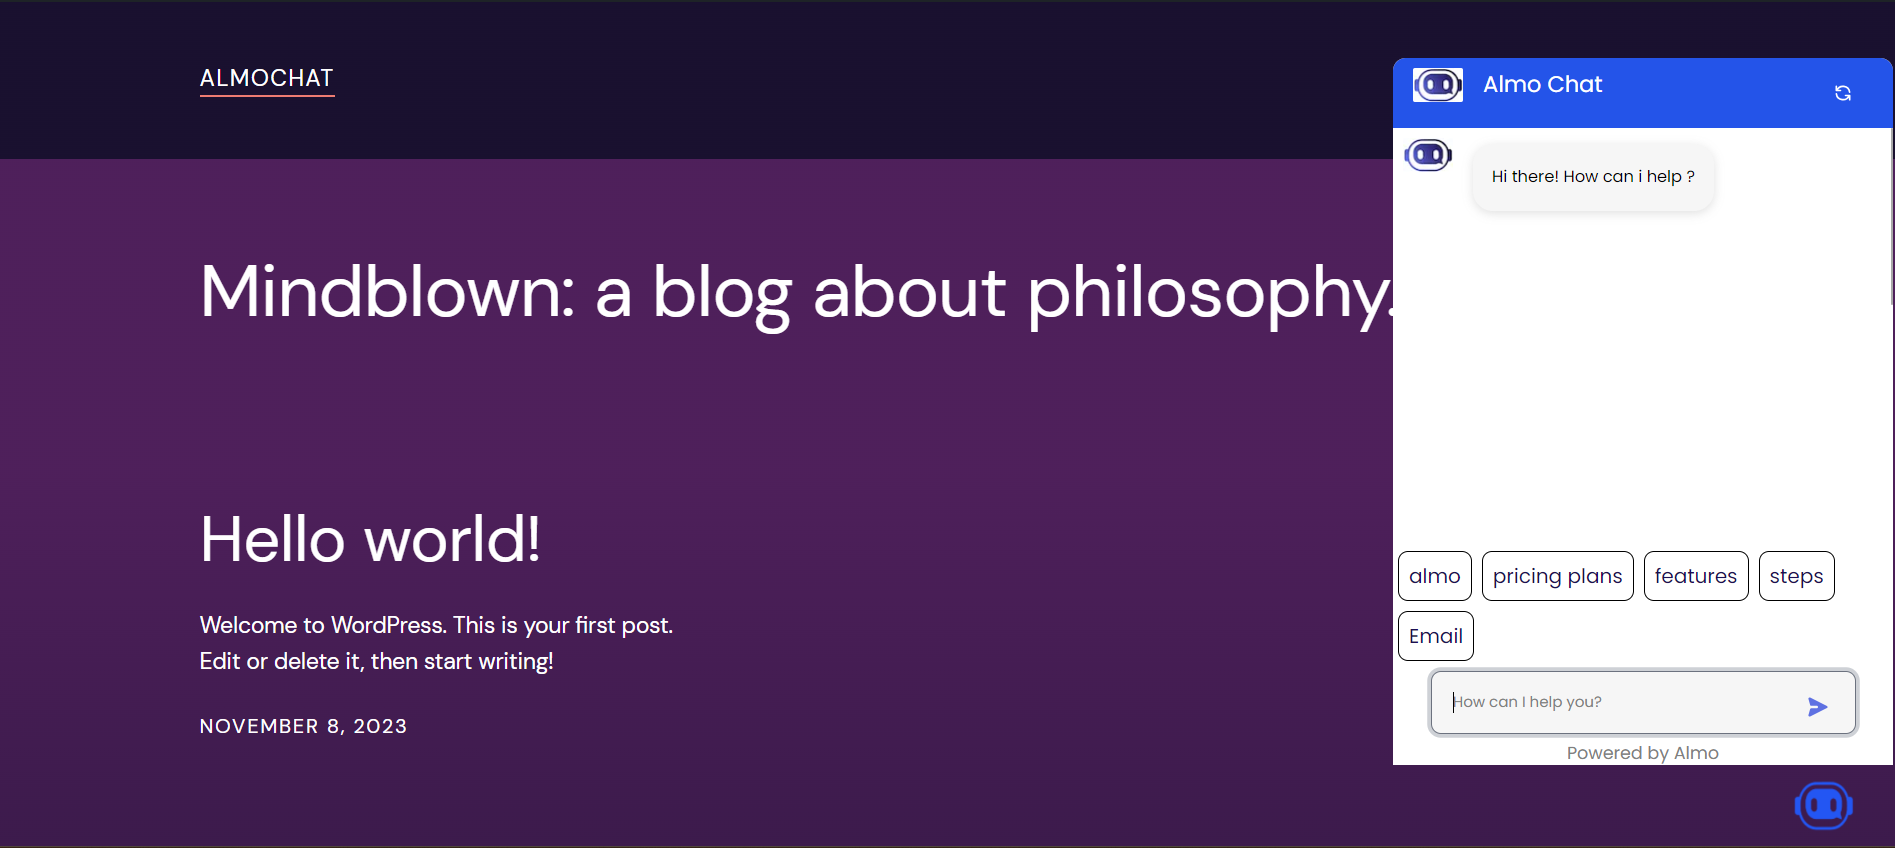 ALMOCHAT
Mindblown: a blog about philosophy.
Hello world!
Welcome to WordPress. This is your first post.
Edit or delete it, then start writing!
NOVEMBER 8, 2023
Almo Chat
Hi there! How can i help ?
almo
pricing plans
features
steps
Email
How can I help you?
Powered by Almo